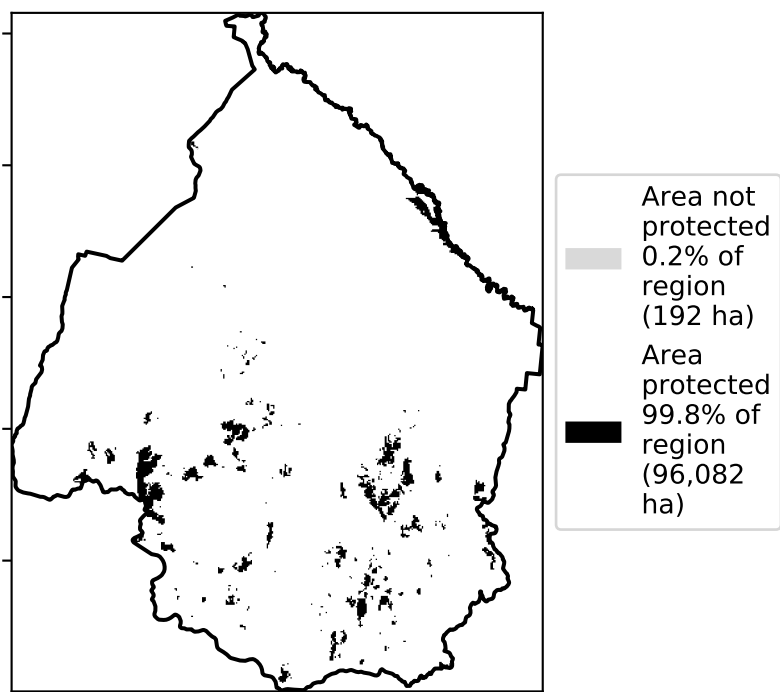 Area not
protected
0.2% of
region
(192 ha)
Area
protected
99.8% of
region
(96,082
ha)